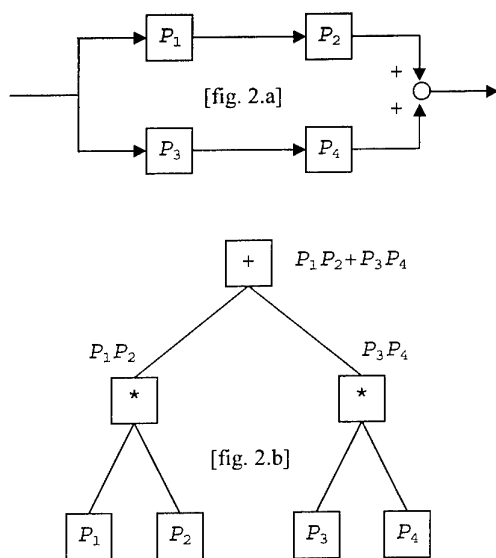 P₁ P₂
+
[fig. 2.a]
+
P₃ P₄
+ P₁P₂+P₃P₄
P₁P₂ P₃P₄
* *
[fig. 2.b]
P₁ P₂ P₃ P₄